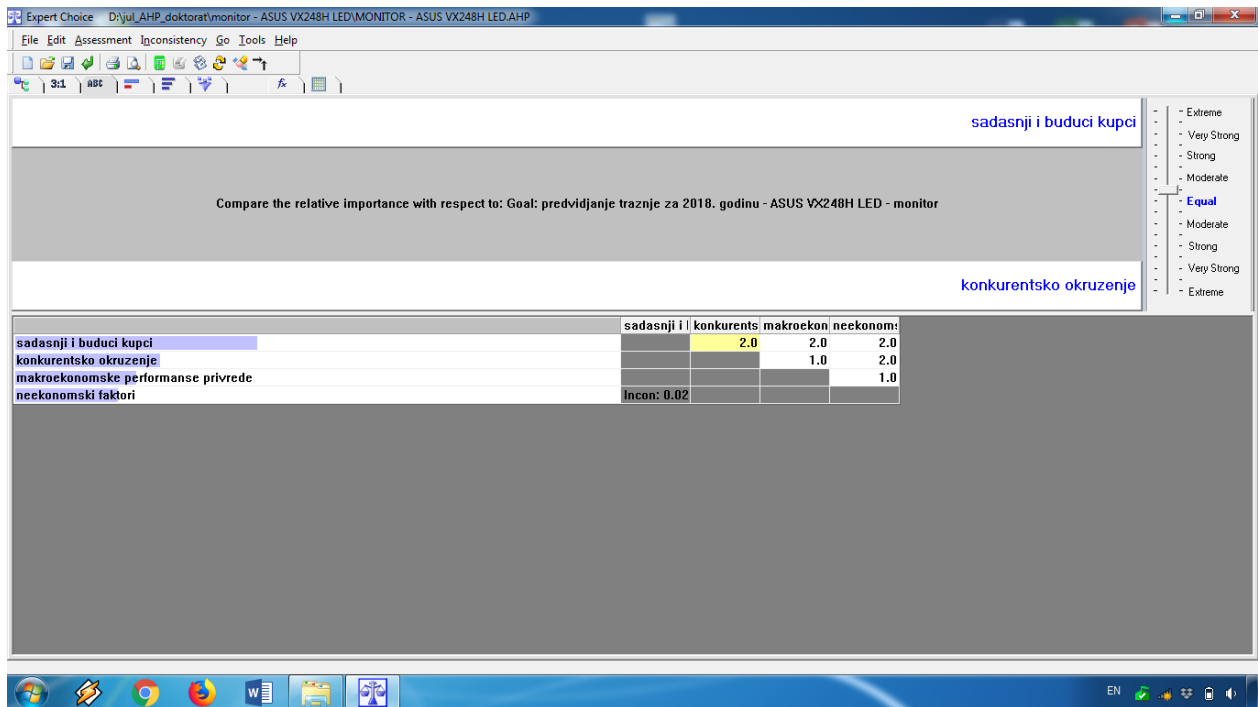 Expert Choice D:\jul_AHP_doktorat\monitor - ASUS VX248H LED\MONITOR - ASUS VX248H LED.AHP
File Edit Assessment Inconsistency Go Tools Help
3:1 ABC fx
sadasnji i buduci kupci
Compare the relative importance with respect to: Goal: predvidjanje traznje za 2018. godinu - ASUS VX248H LED - monitor
konkurentsko okruzenje
Extreme
Very Strong
Strong
Moderate
Equal
Moderate
Strong
Very Strong
Extreme
sadasnji i konkurents makroekon neekonom
sadasnji i buduci kupci 2.0 2.0 2.0
konkurentsko okruzenje 1.0 2.0
makroekonomske performanse privrede 1.0
neekonomski faktori Incon: 0.02
EN